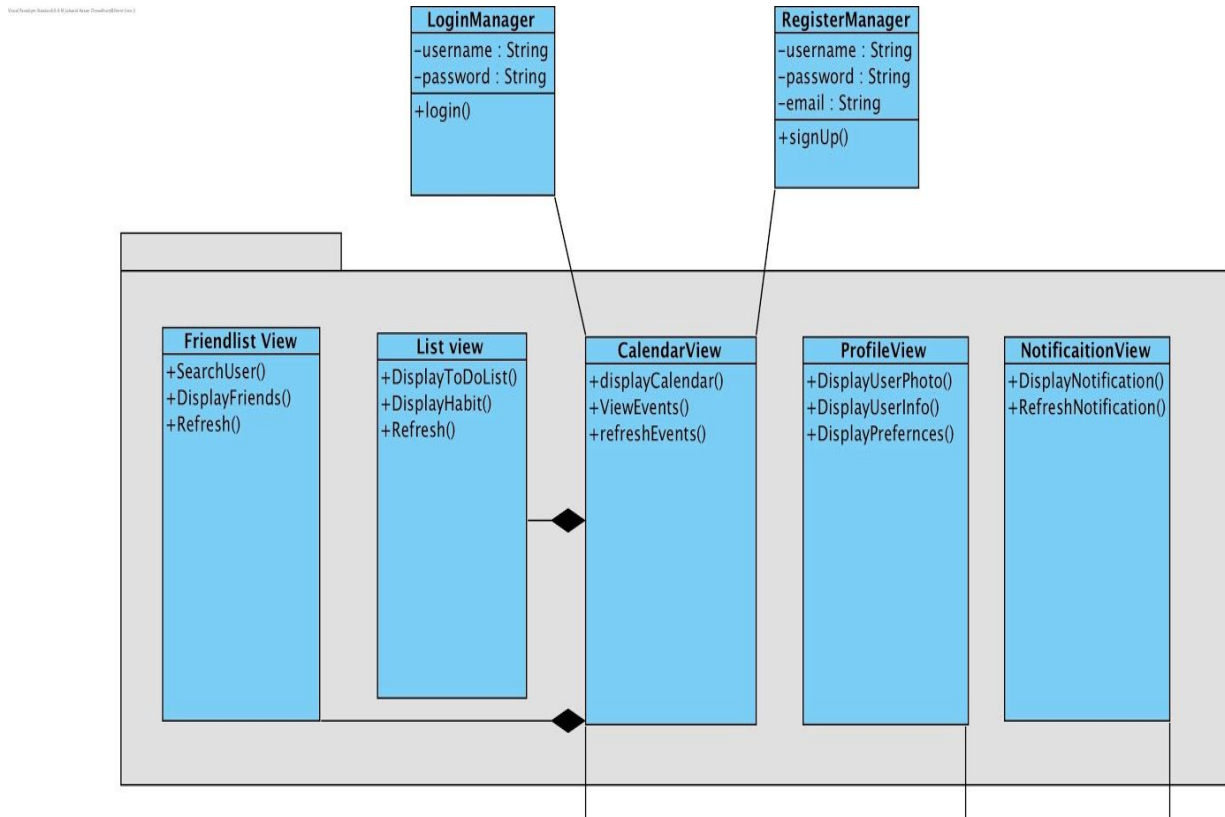 LoginManager
-username : String
-password : String
+login()
RegisterManager
-username : String
-password : String
-email : String
+signUp()
Friendlist View
+SearchUser()
+DisplayFriends()
+Refresh()
List view
+DisplayToDoList()
+DisplayHabit()
+Refresh()
CalendarView
+displayCalendar()
+ViewEvents()
+refreshEvents()
ProfileView
+DisplayUserPhoto()
+DisplayUserInfo()
+DisplayPrefernces()
NotificaitionView
+DisplayNotification()
+RefreshNotification()